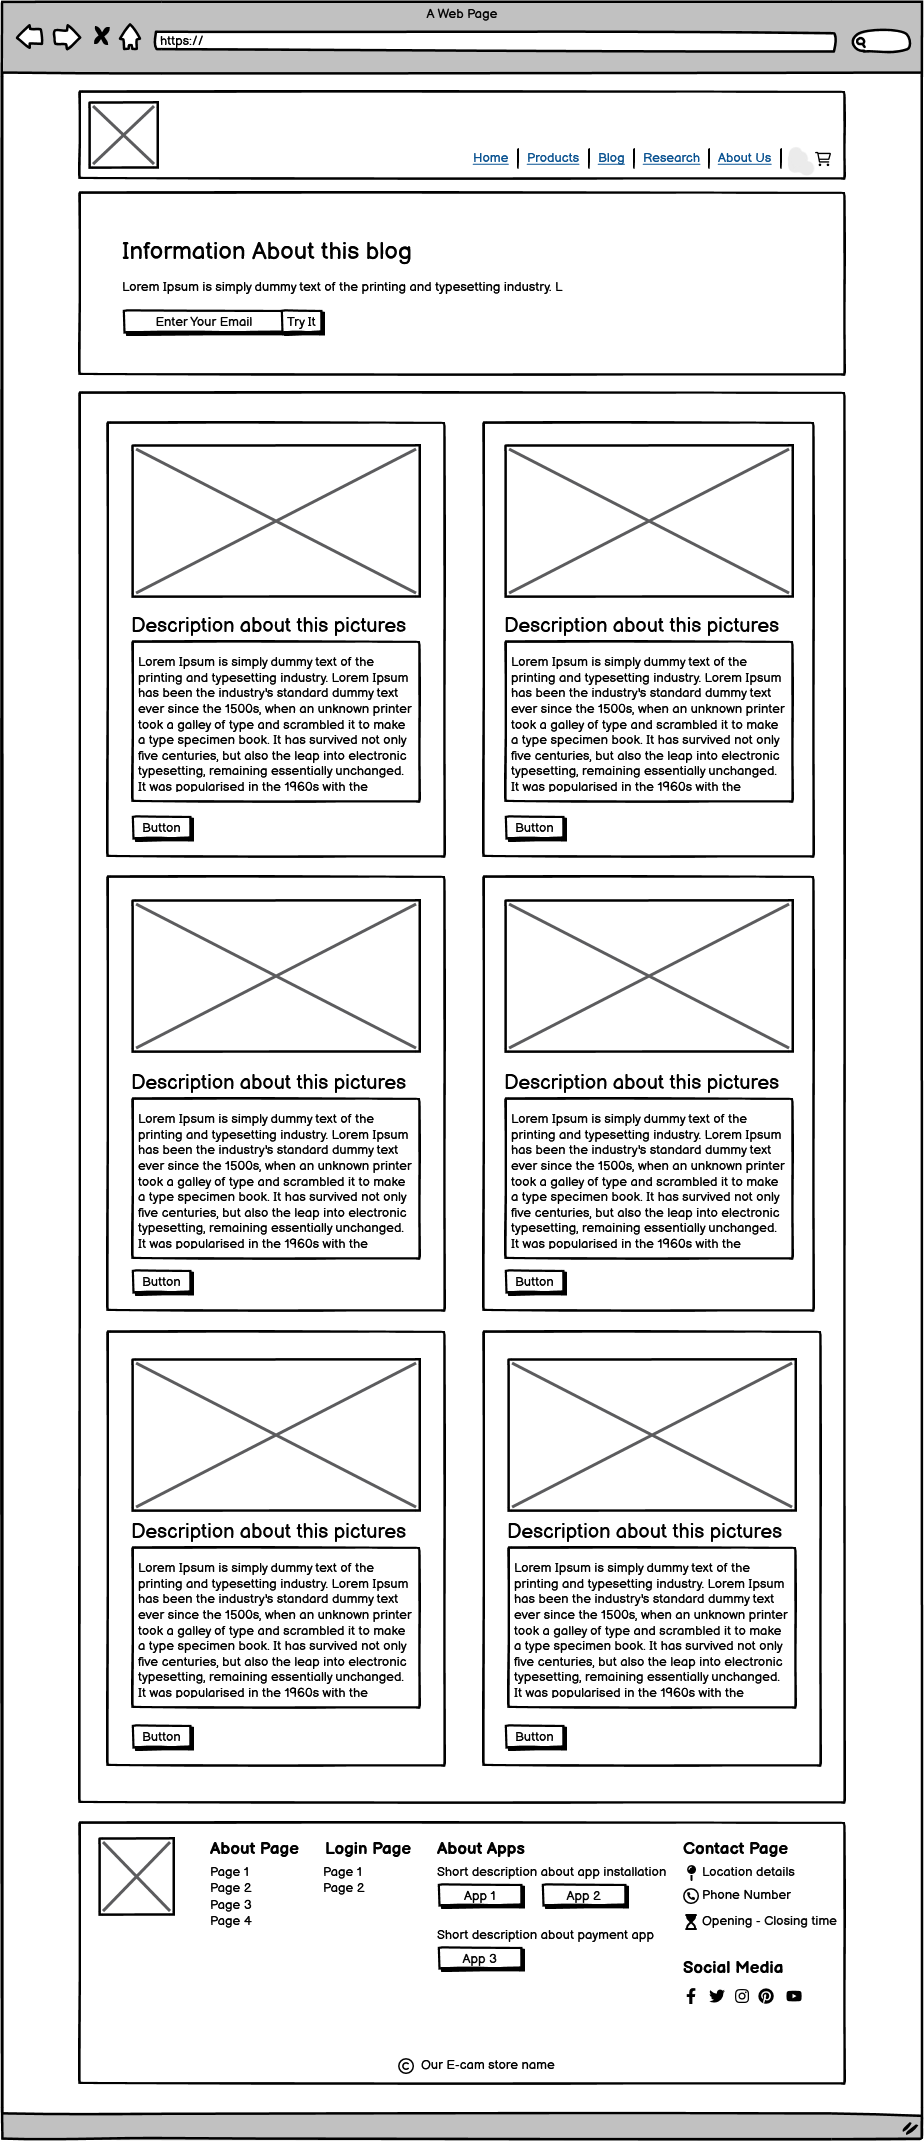 A Web Page
https://
Home Products Blog Research About Us
Information About this blog
Lorem Ipsum is simply dummy text of the printing and typesetting industry. L
Enter Your Email Try It
Description about this pictures
Lorem Ipsum is simply dummy text of the
printing and typesetting industry. Lorem Ipsum
has been the industry's standard dummy text
ever since the 1500s, when an unknown printer
took a galley of type and scrambled it to make
a type specimen book. It has survived not only
five centuries, but also the leap into electronic
typesetting, remaining essentially unchanged.
It was popularised in the 1960s with the
Button
Description about this pictures
Lorem Ipsum is simply dummy text of the
printing and typesetting industry. Lorem Ipsum
has been the industry's standard dummy text
ever since the 1500s, when an unknown printer
took a galley of type and scrambled it to make
a type specimen book. It has survived not only
five centuries, but also the leap into electronic
typesetting, remaining essentially unchanged.
It was popularised in the 1960s with the
Button
Description about this pictures
Lorem Ipsum is simply dummy text of the
printing and typesetting industry. Lorem Ipsum
has been the industry's standard dummy text
ever since the 1500s, when an unknown printer
took a galley of type and scrambled it to make
a type specimen book. It has survived not only
five centuries, but also the leap into electronic
typesetting, remaining essentially unchanged.
It was popularised in the 1960s with the
Button
Description about this pictures
Lorem Ipsum is simply dummy text of the
printing and typesetting industry. Lorem Ipsum
has been the industry's standard dummy text
ever since the 1500s, when an unknown printer
took a galley of type and scrambled it to make
a type specimen book. It has survived not only
five centuries, but also the leap into electronic
typesetting, remaining essentially unchanged.
It was popularised in the 1960s with the
Button
Description about this pictures
Lorem Ipsum is simply dummy text of the
printing and typesetting industry. Lorem Ipsum
has been the industry's standard dummy text
ever since the 1500s, when an unknown printer
took a galley of type and scrambled it to make
a type specimen book. It has survived not only
five centuries, but also the leap into electronic
typesetting, remaining essentially unchanged.
It was popularised in the 1960s with the
Button
Description about this pictures
Lorem Ipsum is simply dummy text of the
printing and typesetting industry. Lorem Ipsum
has been the industry's standard dummy text
ever since the 1500s, when an unknown printer
took a galley of type and scrambled it to make
a type specimen book. It has survived not only
five centuries, but also the leap into electronic
typesetting, remaining essentially unchanged.
It was popularised in the 1960s with the
Button
About Page
Page 1
Page 2
Page 3
Page 4
Login Page
Page 1
Page 2
About Apps
Short description about app installation
App 1 App 2
Short description about payment app
App 3
Contact Page
Location details
Phone Number
Opening - Closing time
Social Media
© Our E-cam store name